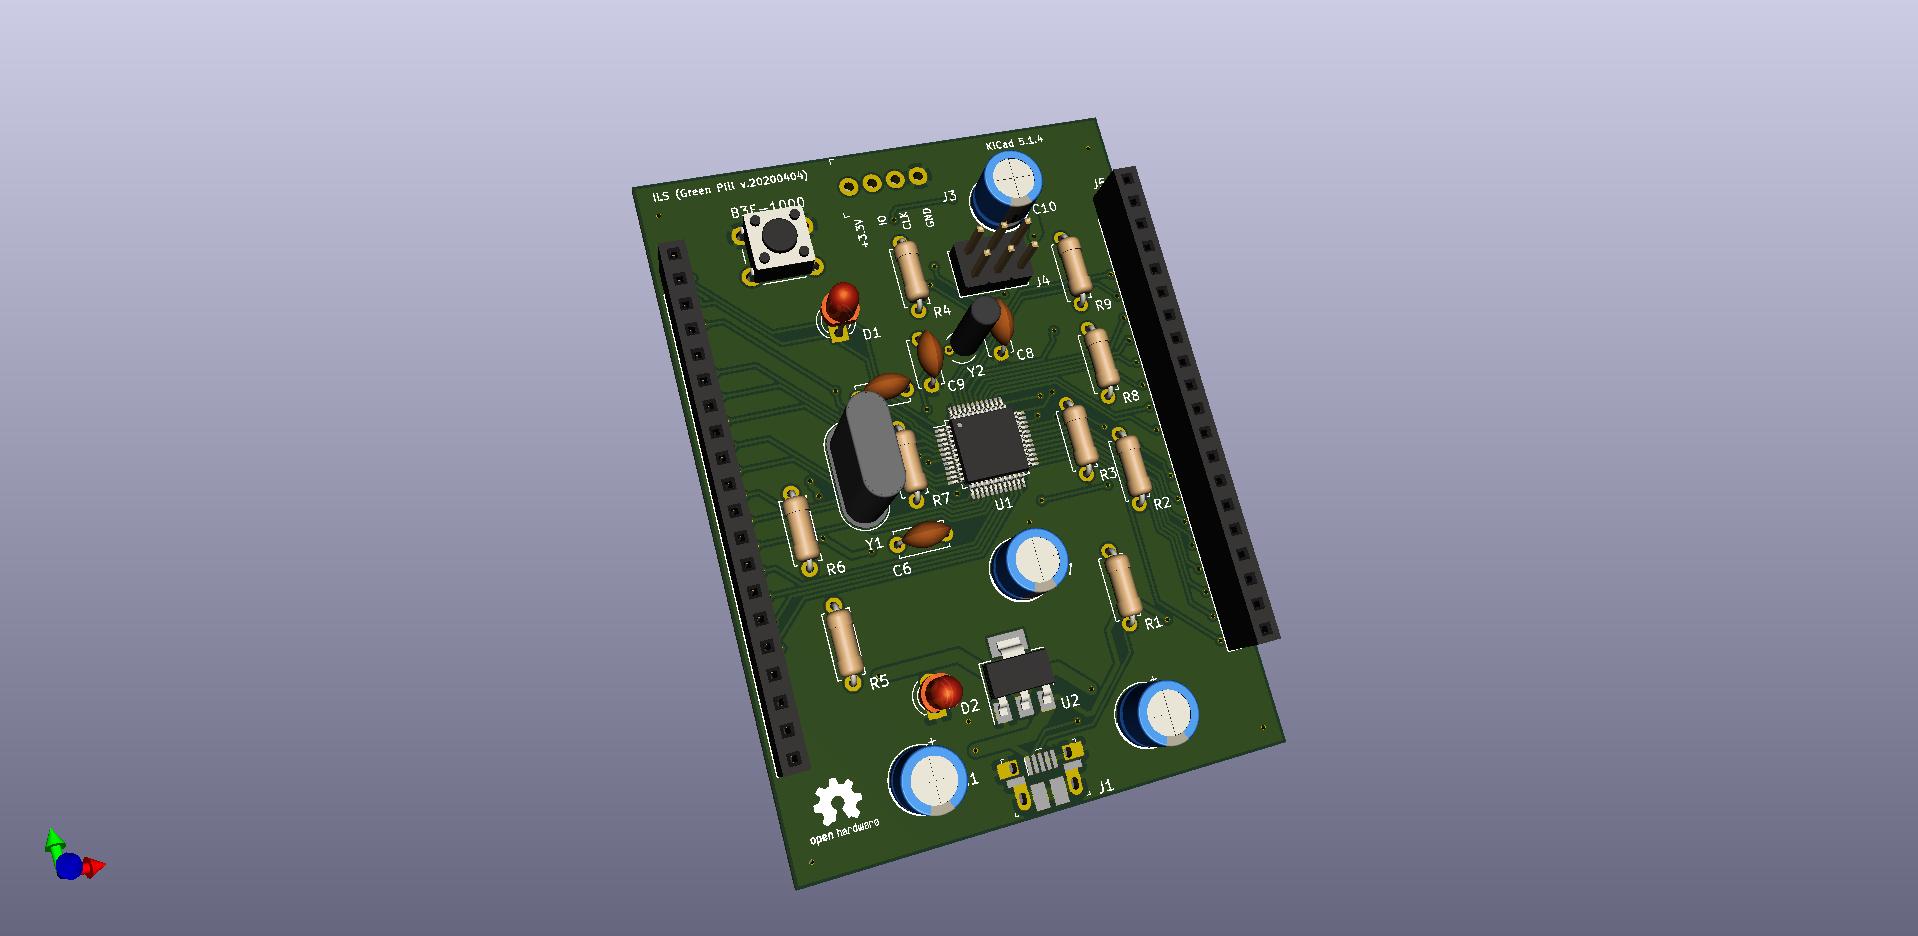 KiCad 5.1.4
ILS (Green Pill v.20200404)
B3F-1000
J3
J5
C10
+3.3V
IO
CLK
GND
J4
R4
R9
D1
C8
Y2
C9
R8
R3
R7
U1
R2
Y1
C6
R6
R1
R5
U2
D2
J1
open hardware